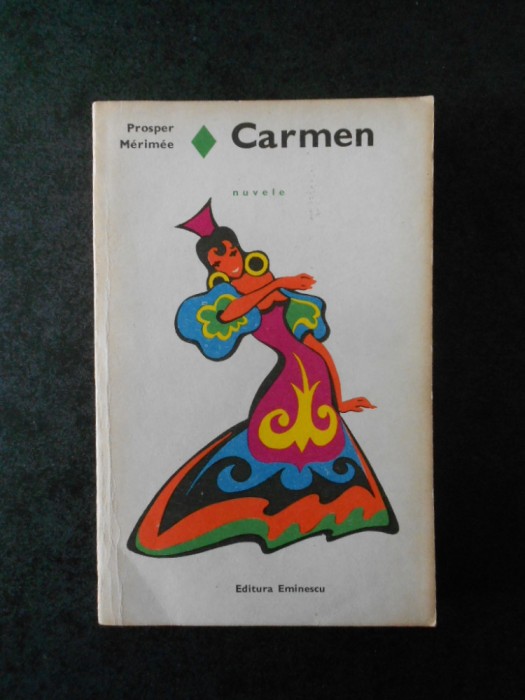 Prosper
Mérimée
Carmen
nuvele
Editura Eminescu